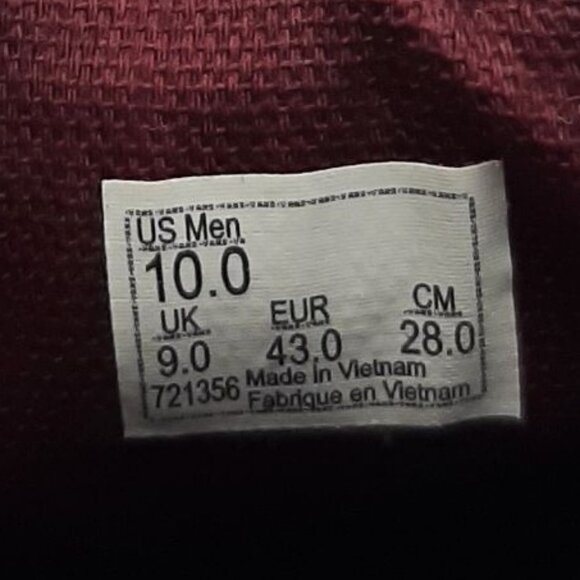 US Men
10.0
UK EUR CM
9.0 43.0 28.0
721356 Made in Vietnam
Fabrique en Vietnam